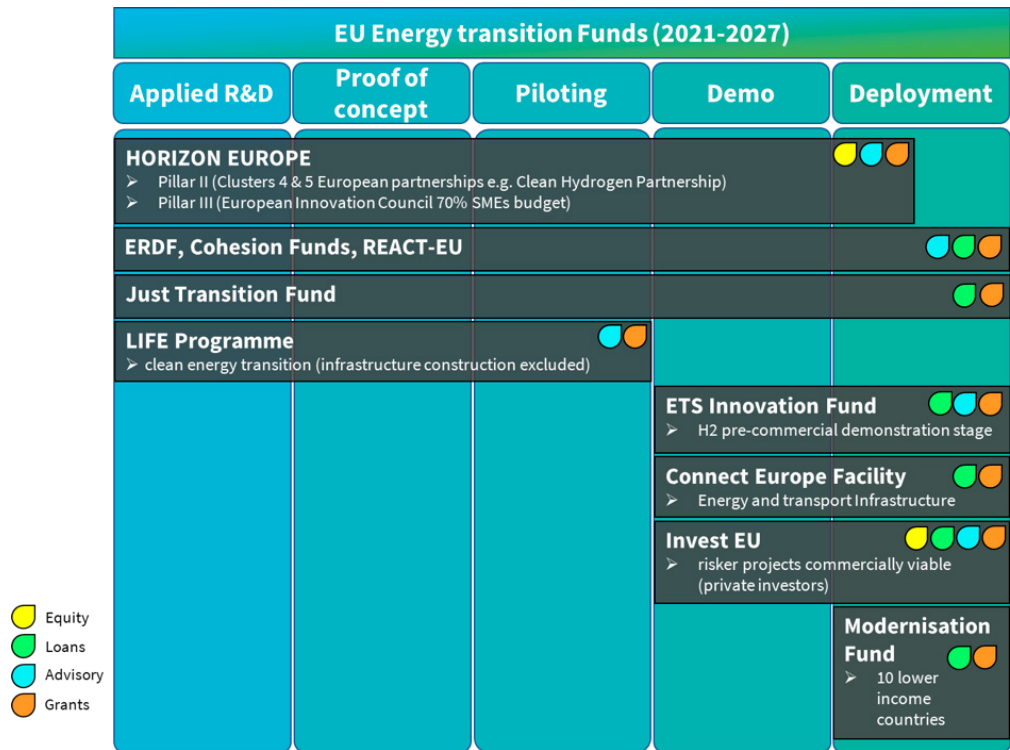 EU Energy transition Funds (2021-2027)
Applied R&D
Proof of
concept
Piloting
Demo
Deployment
HORIZON EUROPE
➢ Pillar II (Clusters 4 & 5 European partnerships e.g. Clean Hydrogen Partnership)
➢ Pillar III (European Innovation Council 70% SMEs budget)
ERDF, Cohesion Funds, REACT-EU
Just Transition Fund
LIFE Programme
➢ clean energy transition (infrastructure construction excluded)
ETS Innovation Fund
➢ H2 pre-commercial demonstration stage
Connect Europe Facility
➢ Energy and transport Infrastructure
Invest EU
➢ risker projects commercially viable
(private investors)
Modernisation
Fund
➢ 10 lower
income
countries
Equity
Loans
Advisory
Grants